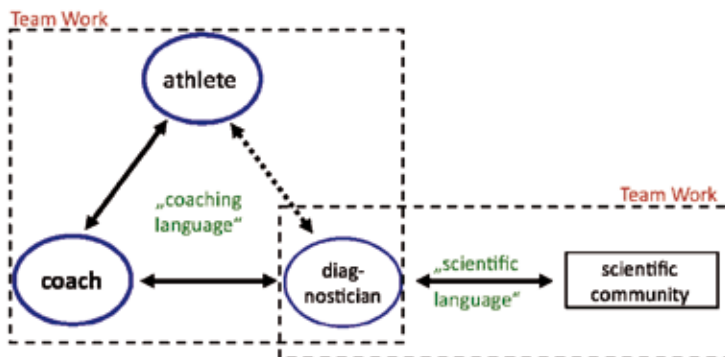 Team Work
athlete
„coaching
language“
Team Work
coach
diag-
nostician
„scientific
language“
scientific
community